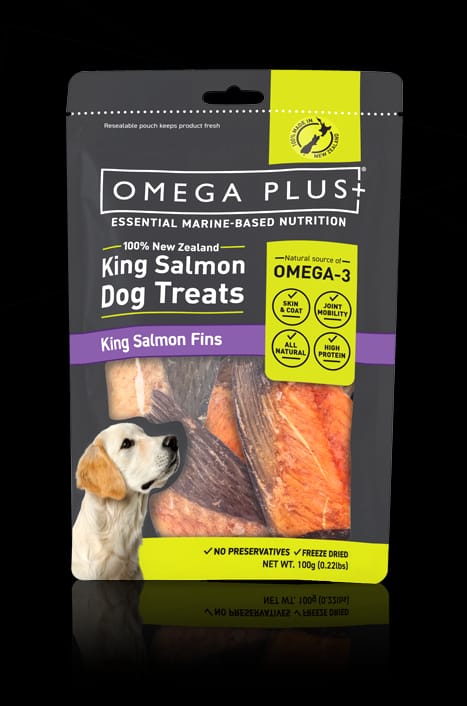 Resealable pouch keeps product fresh
100% MADE IN
NEW ZEALAND
OMEGA PLUS+®
ESSENTIAL MARINE-BASED NUTRITION
100% New Zealand
King Salmon
Dog Treats
Natural source of
OMEGA-3
SKIN
& COAT
JOINT
MOBILITY
ALL
NATURAL
HIGH
PROTEIN
King Salmon Fins
✓NO PRESERVATIVES ✓FREEZE DRIED
NET WT. 100g (0.22lbs)